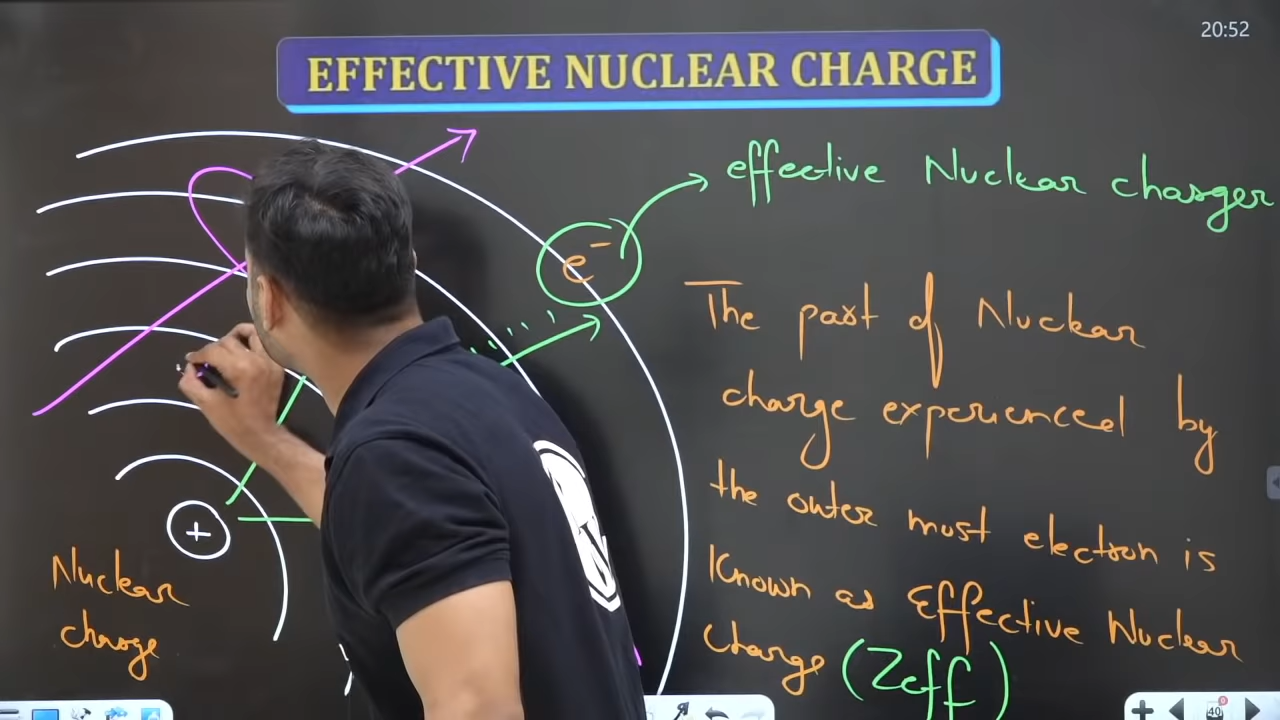 20:52
EFFECTIVE NUCLEAR CHARGE
effective Nuclear charger
e⁻
The part of Nuclear
charge experienced by
the outer most electron is
Known as Effective Nuclear
Charge (Zeff)
+
Nuclear
charge
40